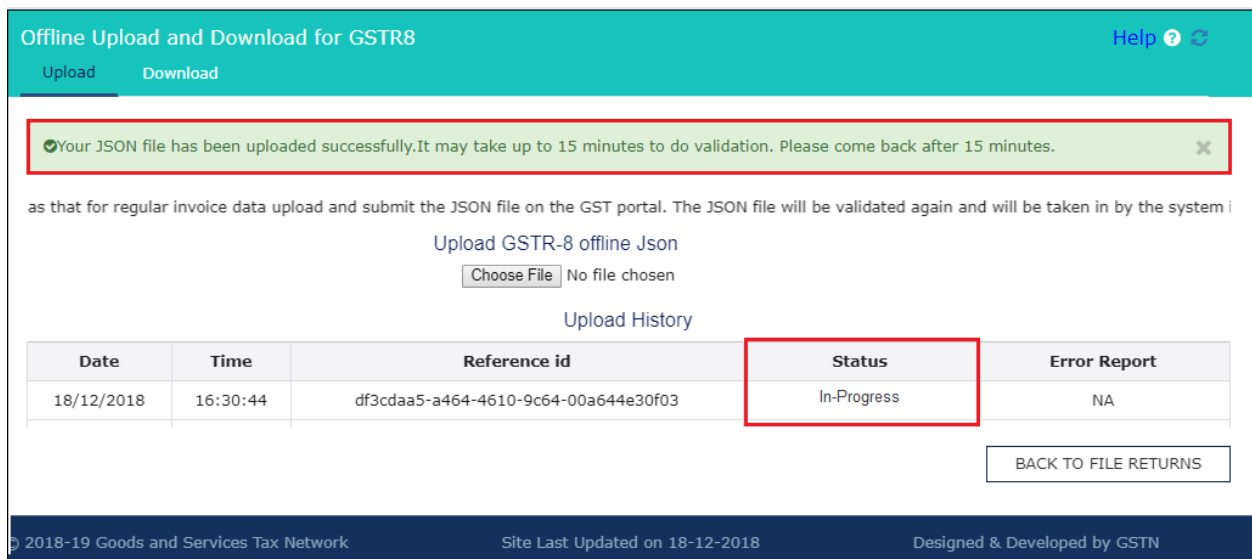 Offline Upload and Download for GSTR8 Help ?
Upload Download
Your JSON file has been uploaded successfully.It may take up to 15 minutes to do validation. Please come back after 15 minutes.
as that for regular invoice data upload and submit the JSON file on the GST portal. The JSON file will be validated again and will be taken in by the system
Upload GSTR-8 offline Json
Choose File No file chosen
Upload History
Date Time Reference id Status Error Report
18/12/2018 16:30:44 df3cdaa5-a464-4610-9c64-00a644e30f03 In-Progress NA
BACK TO FILE RETURNS
© 2018-19 Goods and Services Tax Network Site Last Updated on 18-12-2018 Designed & Developed by GSTN